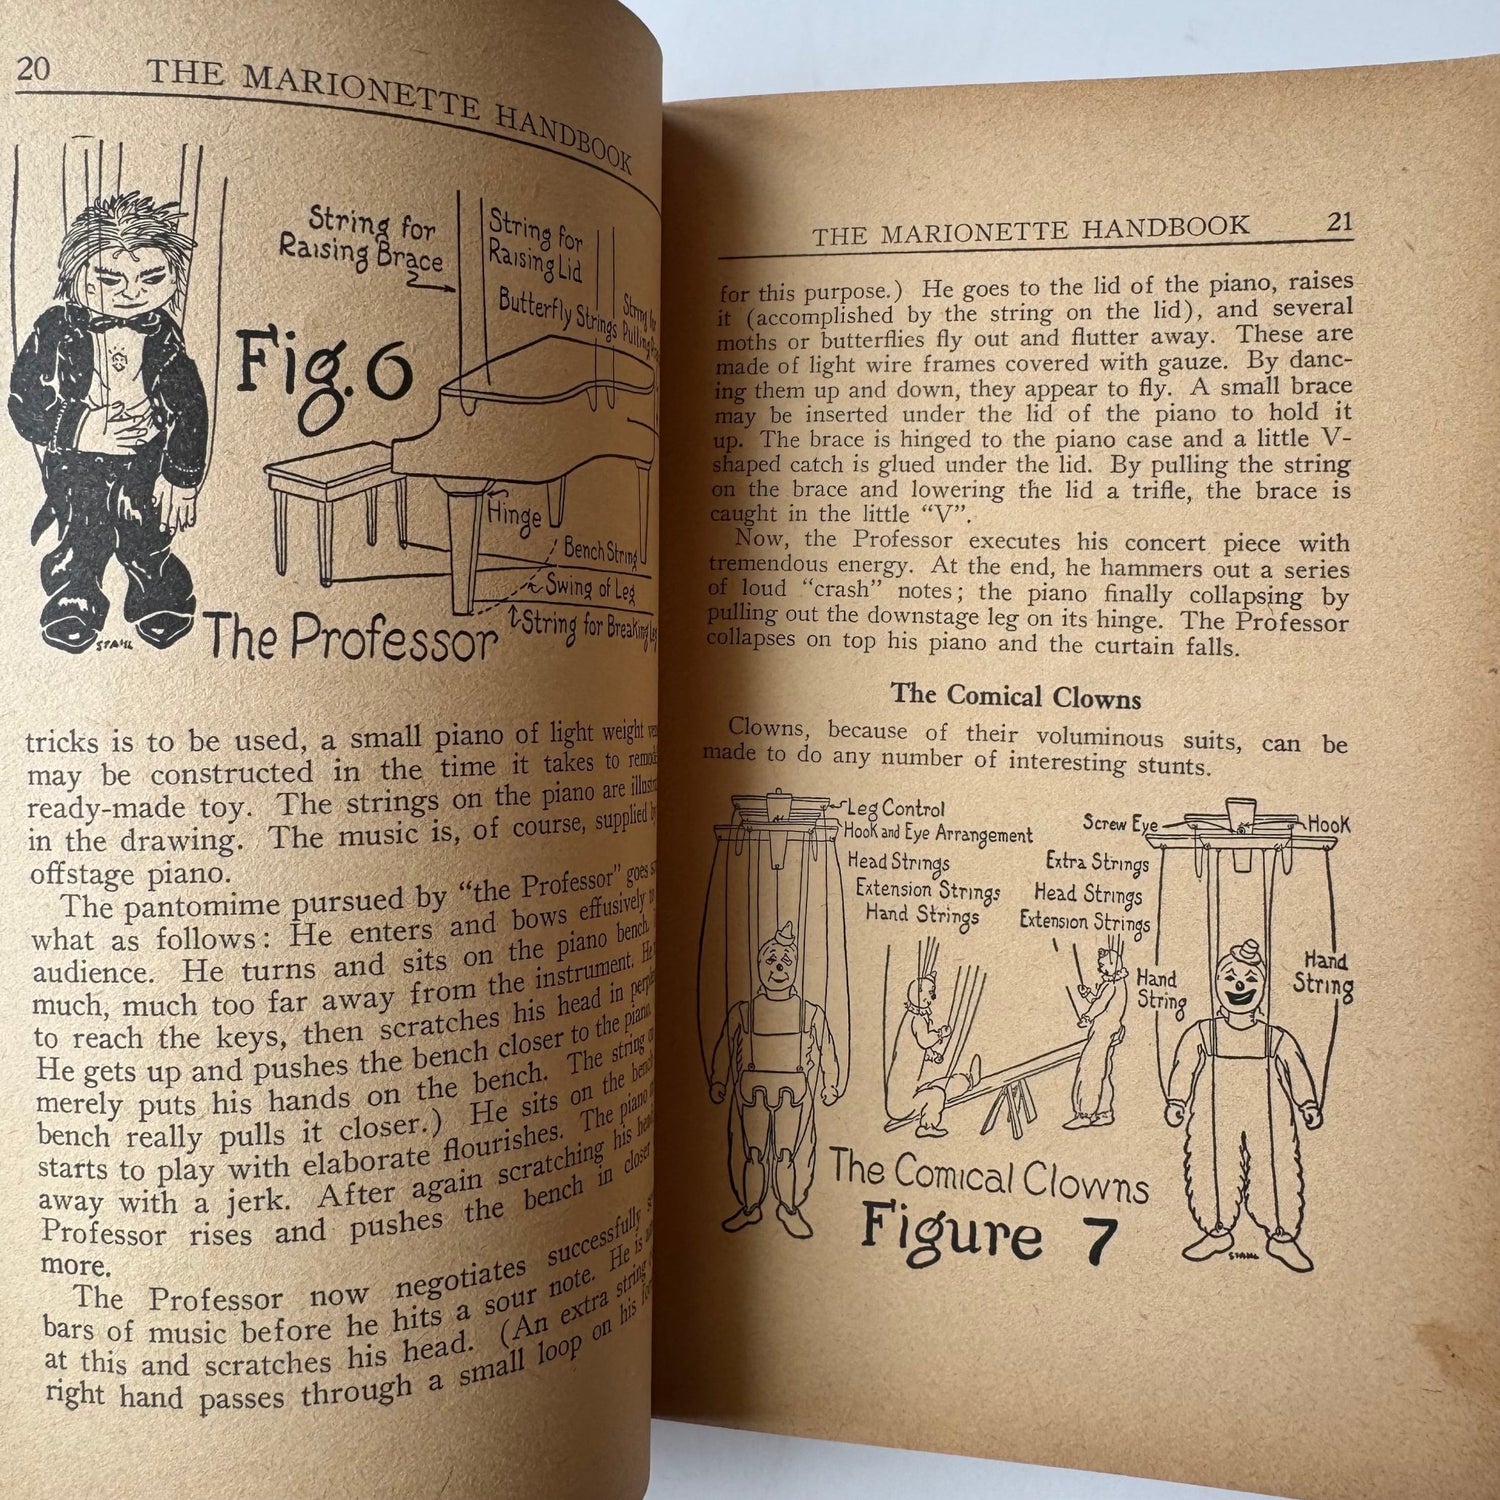 20 THE MARIONETTE HANDBOOK
String for
Raising Brace
String for
Raising Lid
Butterfly Strings
String for
Pulling
Fig. 6
Hinge
Bench String
Swing of Leg
String for Breaking Leg
STAHL
The Professor
tricks is to be used, a small piano of light weight
may be constructed in the time it takes to
ready-made toy. The strings on the piano are
in the drawing. The music is, of course, supplied
offstage piano.
The pantomime pursued by "the Professor" goes
what as follows: He enters and bows effusively
audience. He turns and sits on the piano bench
much, much too far away from the instrument.
to reach the keys, then scratches his head in
He gets up and pushes the bench closer to the piano.
merely puts his hands on the bench. The string
bench really pulls it closer.) He sits on the bench
starts to play with elaborate flourishes. The piano
away with a jerk. After again scratching his
Professor rises and pushes the bench in closer
more.
The Professor now negotiates successfully
bars of music before he hits a sour note. He is
at this and scratches his head. (An extra string
right hand passes through a small loop on his
THE MARIONETTE HANDBOOK 21
for this purpose.) He goes to the lid of the piano, raises
it (accomplished by the string on the lid), and several
moths or butterflies fly out and flutter away. These are
made of light wire frames covered with gauze. By danc-
ing them up and down, they appear to fly. A small brace
may be inserted under the lid of the piano to hold it
up. The brace is hinged to the piano case and a little V-
shaped catch is glued under the lid. By pulling the string
on the brace and lowering the lid a trifle, the brace is
caught in the little "V".
Now, the Professor executes his concert piece with
tremendous energy. At the end, he hammers out a series
of loud "crash" notes; the piano finally collapsing by
pulling out the downstage leg on its hinge. The Professor
collapses on top his piano and the curtain falls.
The Comical Clowns
Clowns, because of their voluminous suits, can be
made to do any number of interesting stunts.
Leg Control
Hook and Eye Arrangement
Head Strings
Extension Strings
Hand Strings
Screw Eye
Hook
Extra Strings
Head Strings
Extension Strings
Hand
String
Hand
String
The Comical Clowns
Figure 7
STAHL